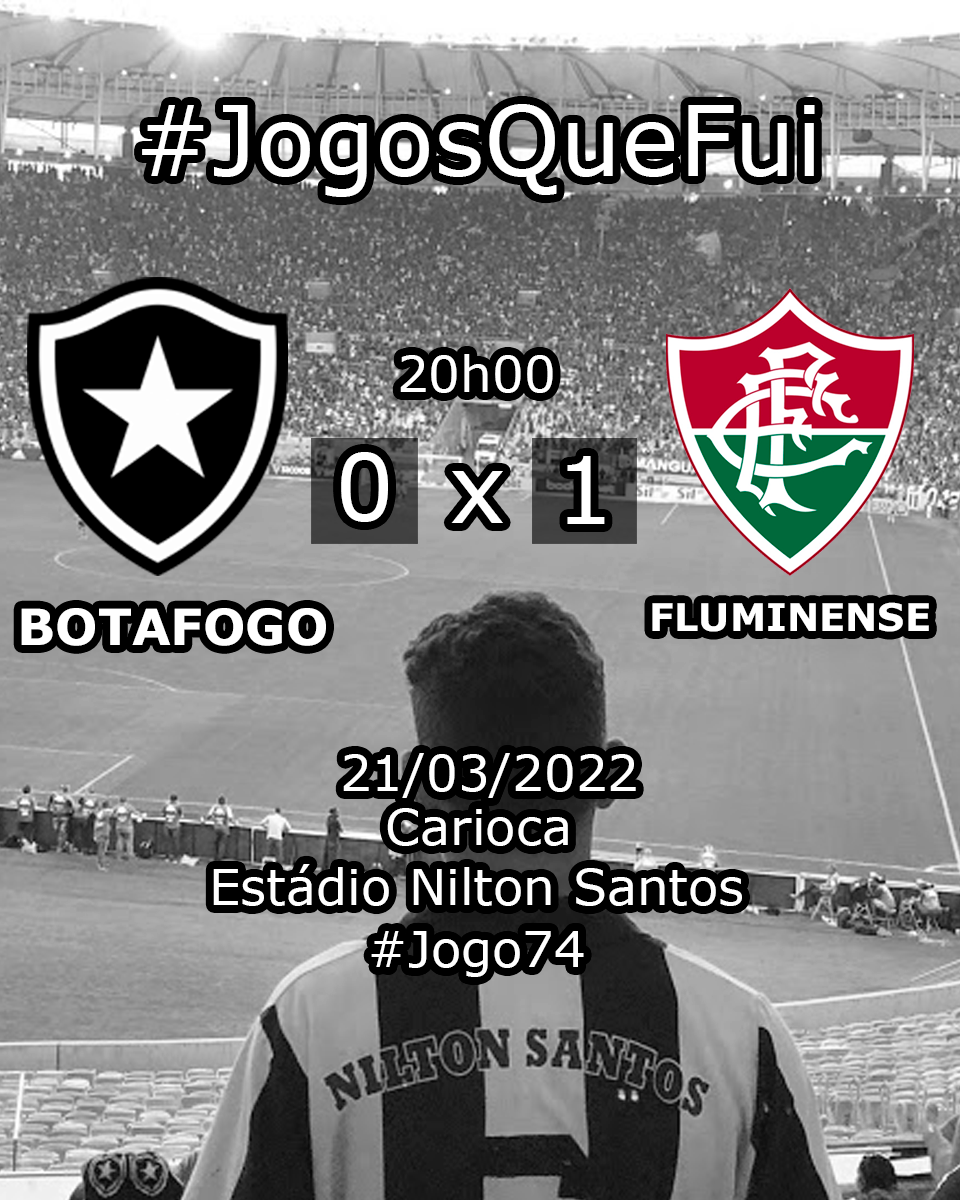 #JogosQueFui
20h00
0 x 1
BOTAFOGO
FLUMINENSE
21/03/2022
Carioca
Estádio Nilton Santos
#Jogo74
NILTON SANTOS